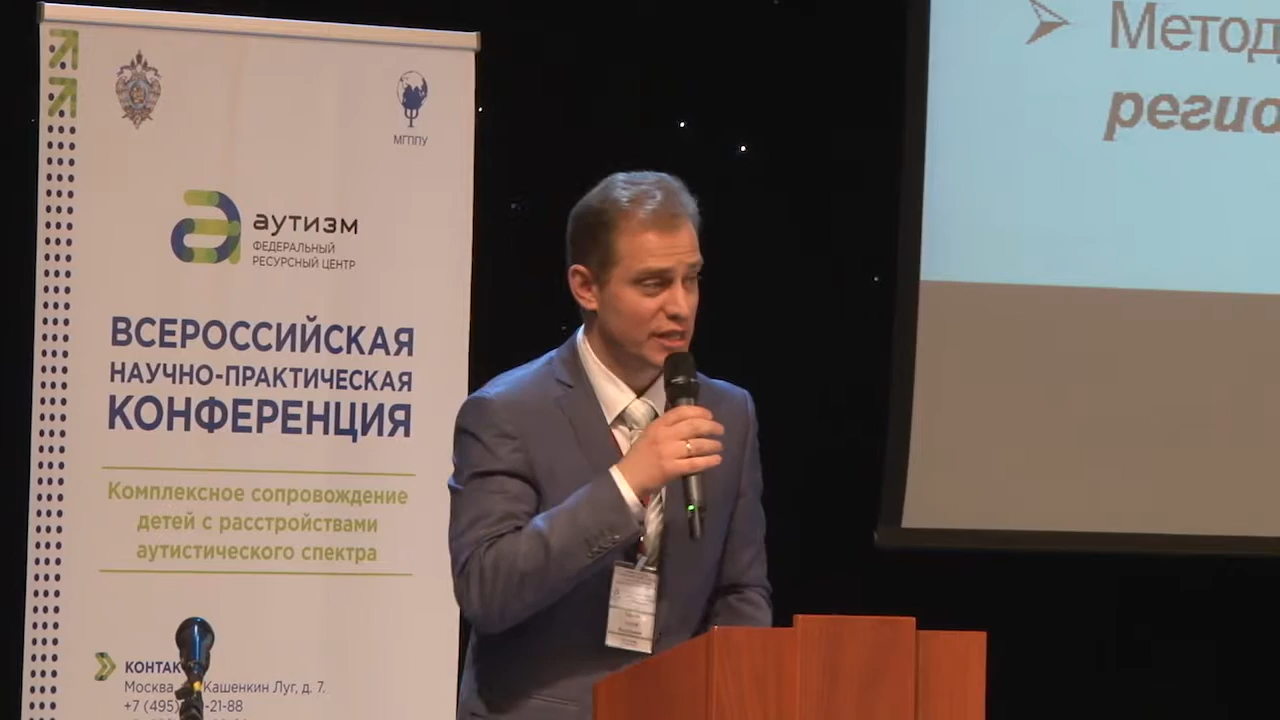 МГППУ
аутизм
ФЕДЕРАЛЬНЫЙ
РЕСУРСНЫЙ ЦЕНТР
ВСЕРОССИЙСКАЯ
НАУЧНО-ПРАКТИЧЕСКАЯ
КОНФЕРЕНЦИЯ
Комплексное сопровождение
детей с расстройствами
аутистического спектра
КОНТАК
Москва, Кашенкин Луг, д. 7.
+7 (495) -21-88
Метод
регио